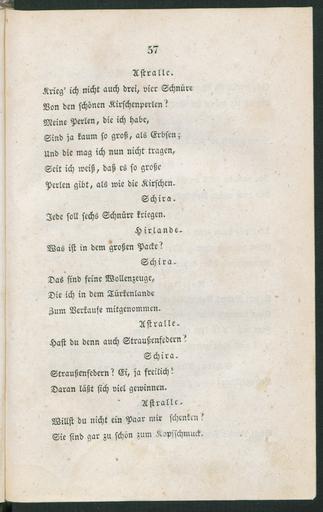 57
Astralle.
Krieg' ich nicht auch drei, vier Schnüre
Von den schönen Kirschenperlen?
Meine Perlen, die ich habe,
Sind ja kaum so groß, als Erbsen;
Und die mag ich nun nicht tragen,
Seit ich weiß, daß es so große
Perlen gibt, als wie die Kirschen.
Schira.
Jede soll sechs Schnüre kriegen.
Hirlande.
Was ist in dem großen Packe?
Schira.
Das sind feine Wollenzeuge,
Die ich in dem Türkenlande
Zum Verkaufe mitgenommen.
Astralle.
Hast du denn auch Straußenfedern?
Schira.
Straußenfedern? Ei, ja freilich!
Daran läßt sich viel gewinnen.
Astralle.
Willst du nicht ein Paar mir schenken?
Sie sind gar zu schön zum Kopfschmuck.